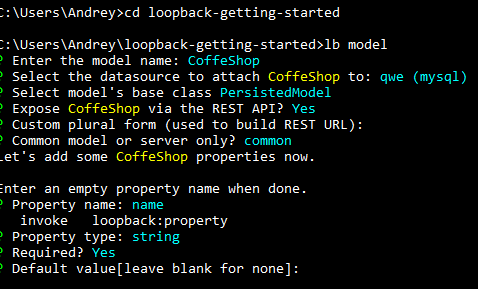 C:\Users\Andrey>cd loopback-getting-started
C:\Users\Andrey\loopback-getting-started>lb model
? Enter the model name: CoffeShop
? Select the datasource to attach CoffeShop to: qwe (mysql)
? Select model's base class PersistedModel
? Expose CoffeShop via the REST API? Yes
? Custom plural form (used to build REST URL):
? Common model or server only? common
Let's add some CoffeShop properties now.
Enter an empty property name when done.
? Property name: name
invoke loopback:property
? Property type: string
? Required? Yes
? Default value[leave blank for none]: